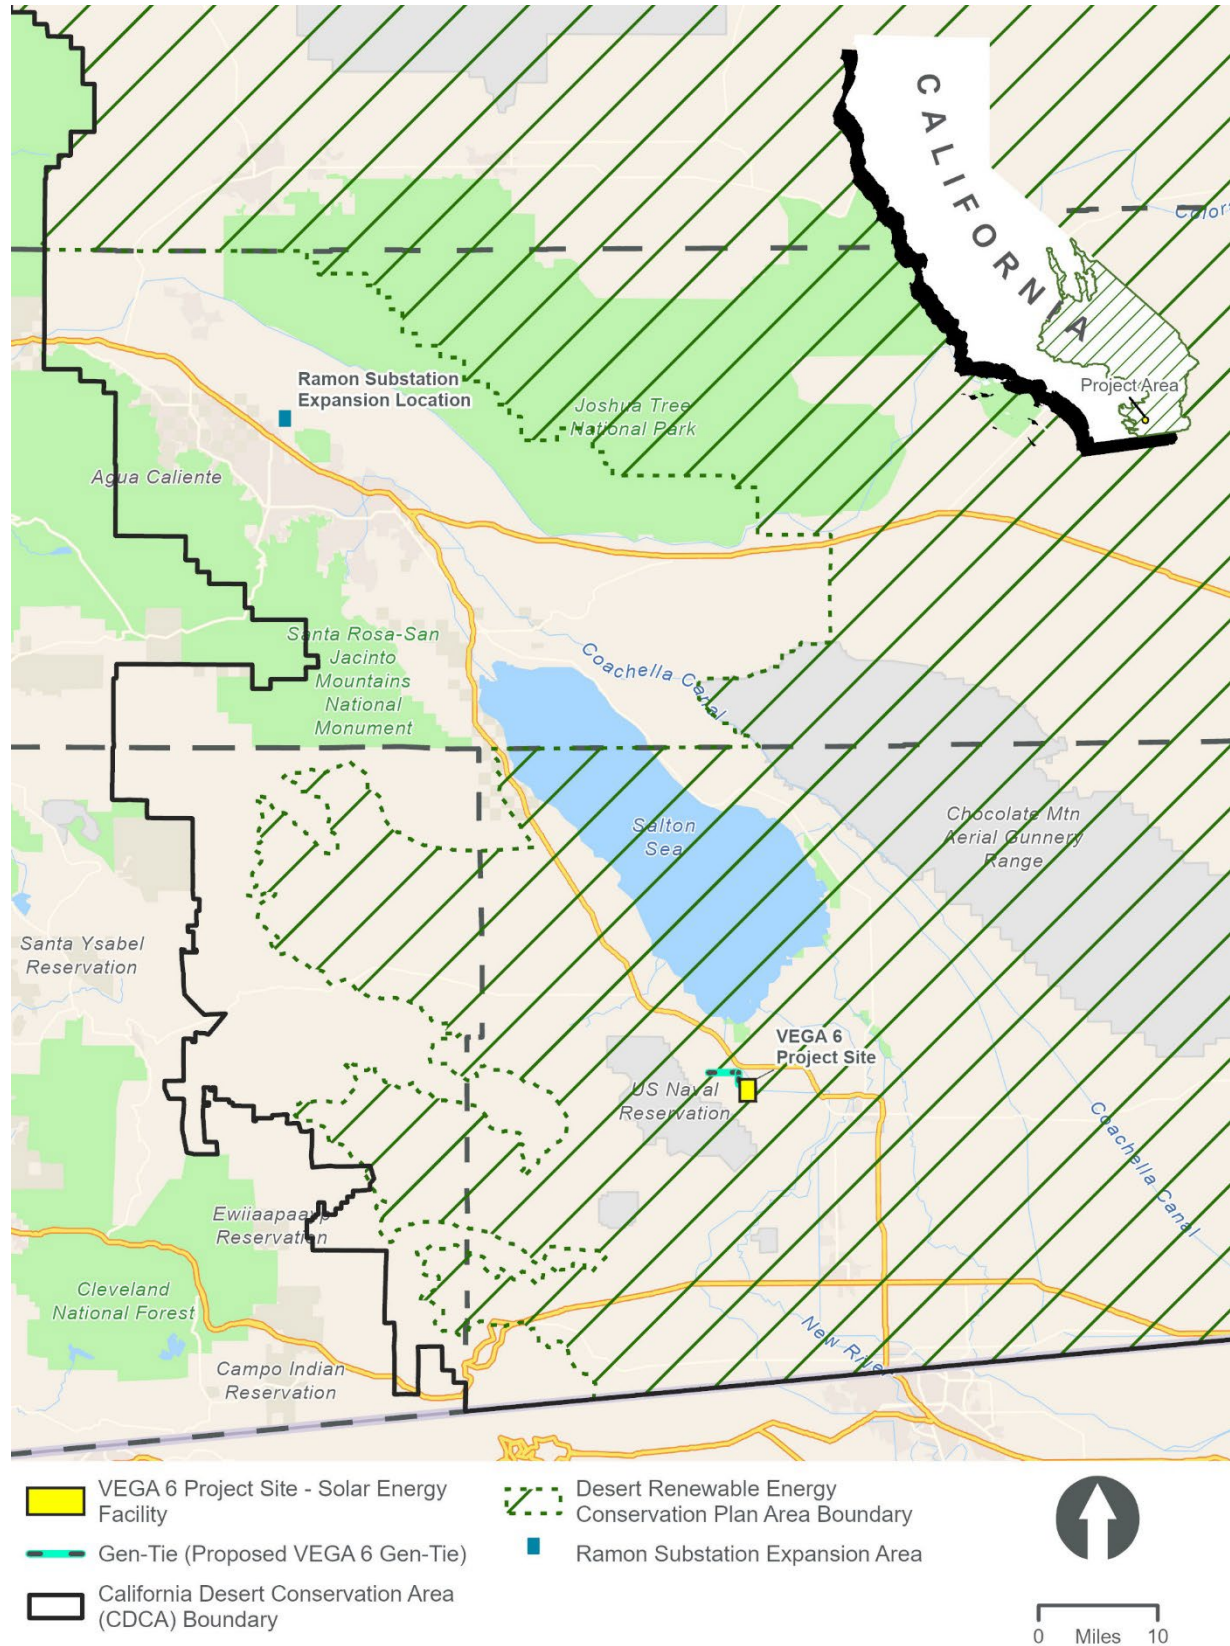 CALIFORNIA
Color
Project Area
Ramon Substation
Expansion Location
Joshua Tree
National Park
Agua Caliente
Santa Rosa-San
Jacinto
Mountains
National
Monument
Coachella Canal
Salton
Sea
Chocolate Mtn
Aerial Gunnery
Range
Santa Ysabel
Reservation
VEGA 6
Project Site
US Naval
Reservation
Coachella Canal
Ewiiaapaayp
Reservation
Cleveland
National Forest
New River
Campo Indian
Reservation
VEGA 6 Project Site - Solar Energy
Facility
Gen-Tie (Proposed VEGA 6 Gen-Tie)
California Desert Conservation Area
(CDCA) Boundary
Desert Renewable Energy
Conservation Plan Area Boundary
Ramon Substation Expansion Area
0 Miles 10